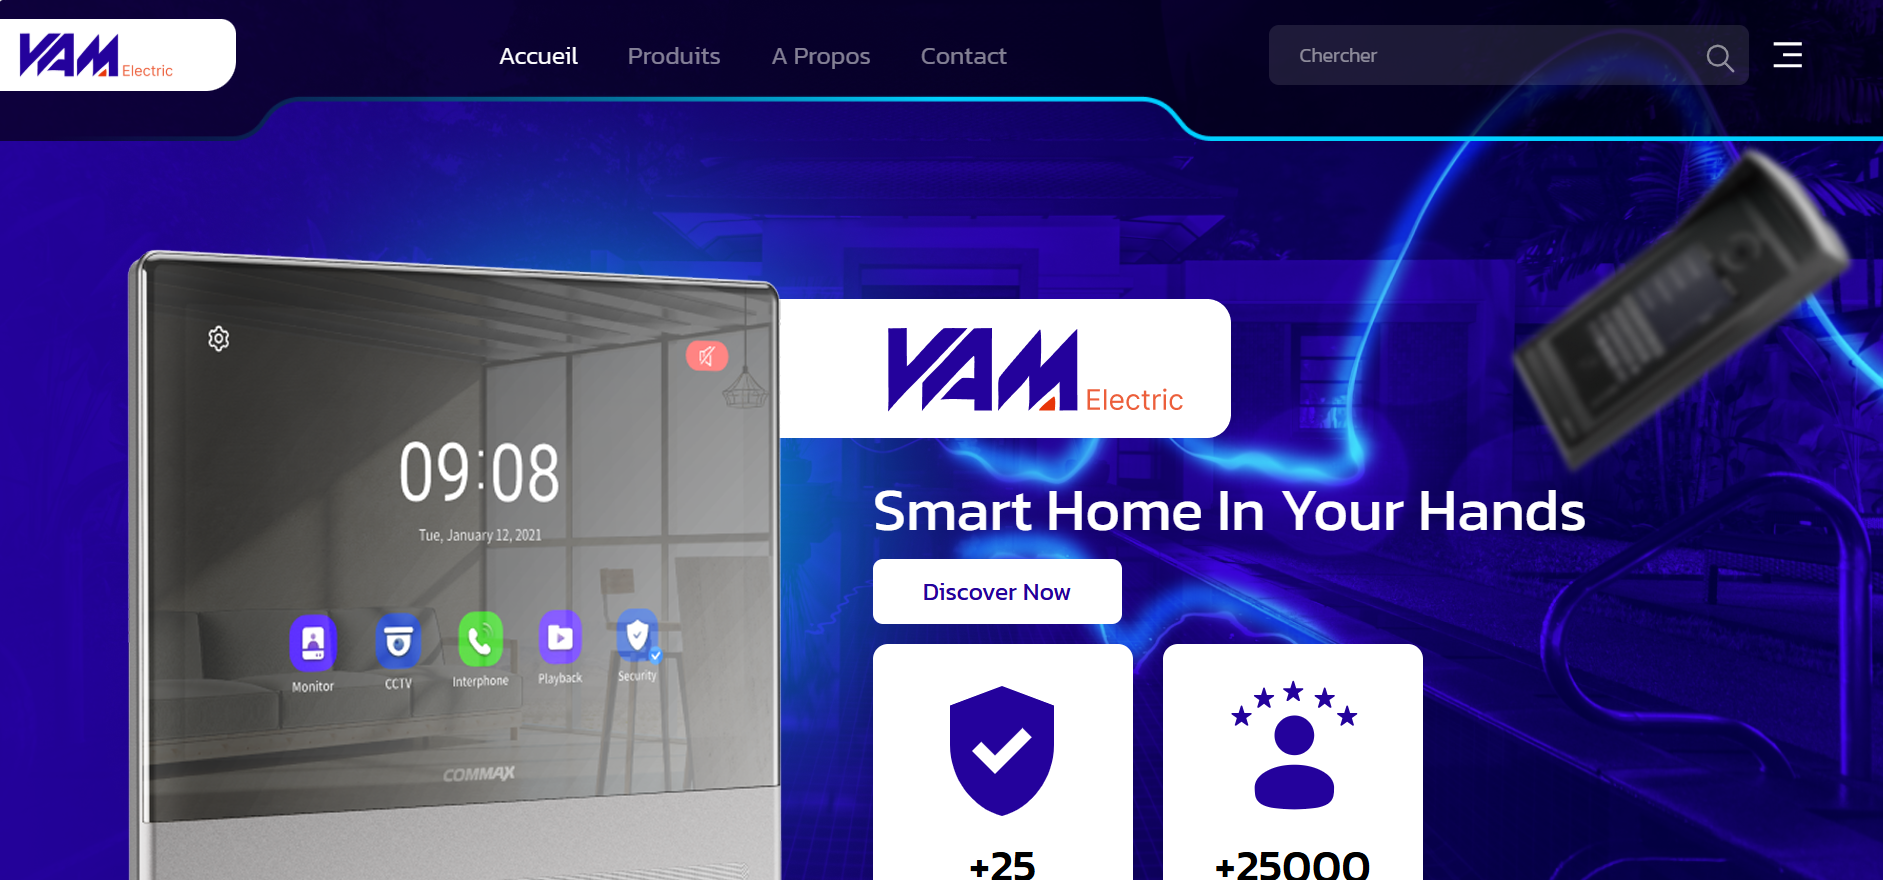 VAM Electric
Accueil
Produits
A Propos
Contact
Chercher
09:08
Tue, January 12, 2021
Monitor
CCTV
Interphone
Playback
Security
COMMAX
VAM Electric
Smart Home In Your Hands
Discover Now
+25
+25000